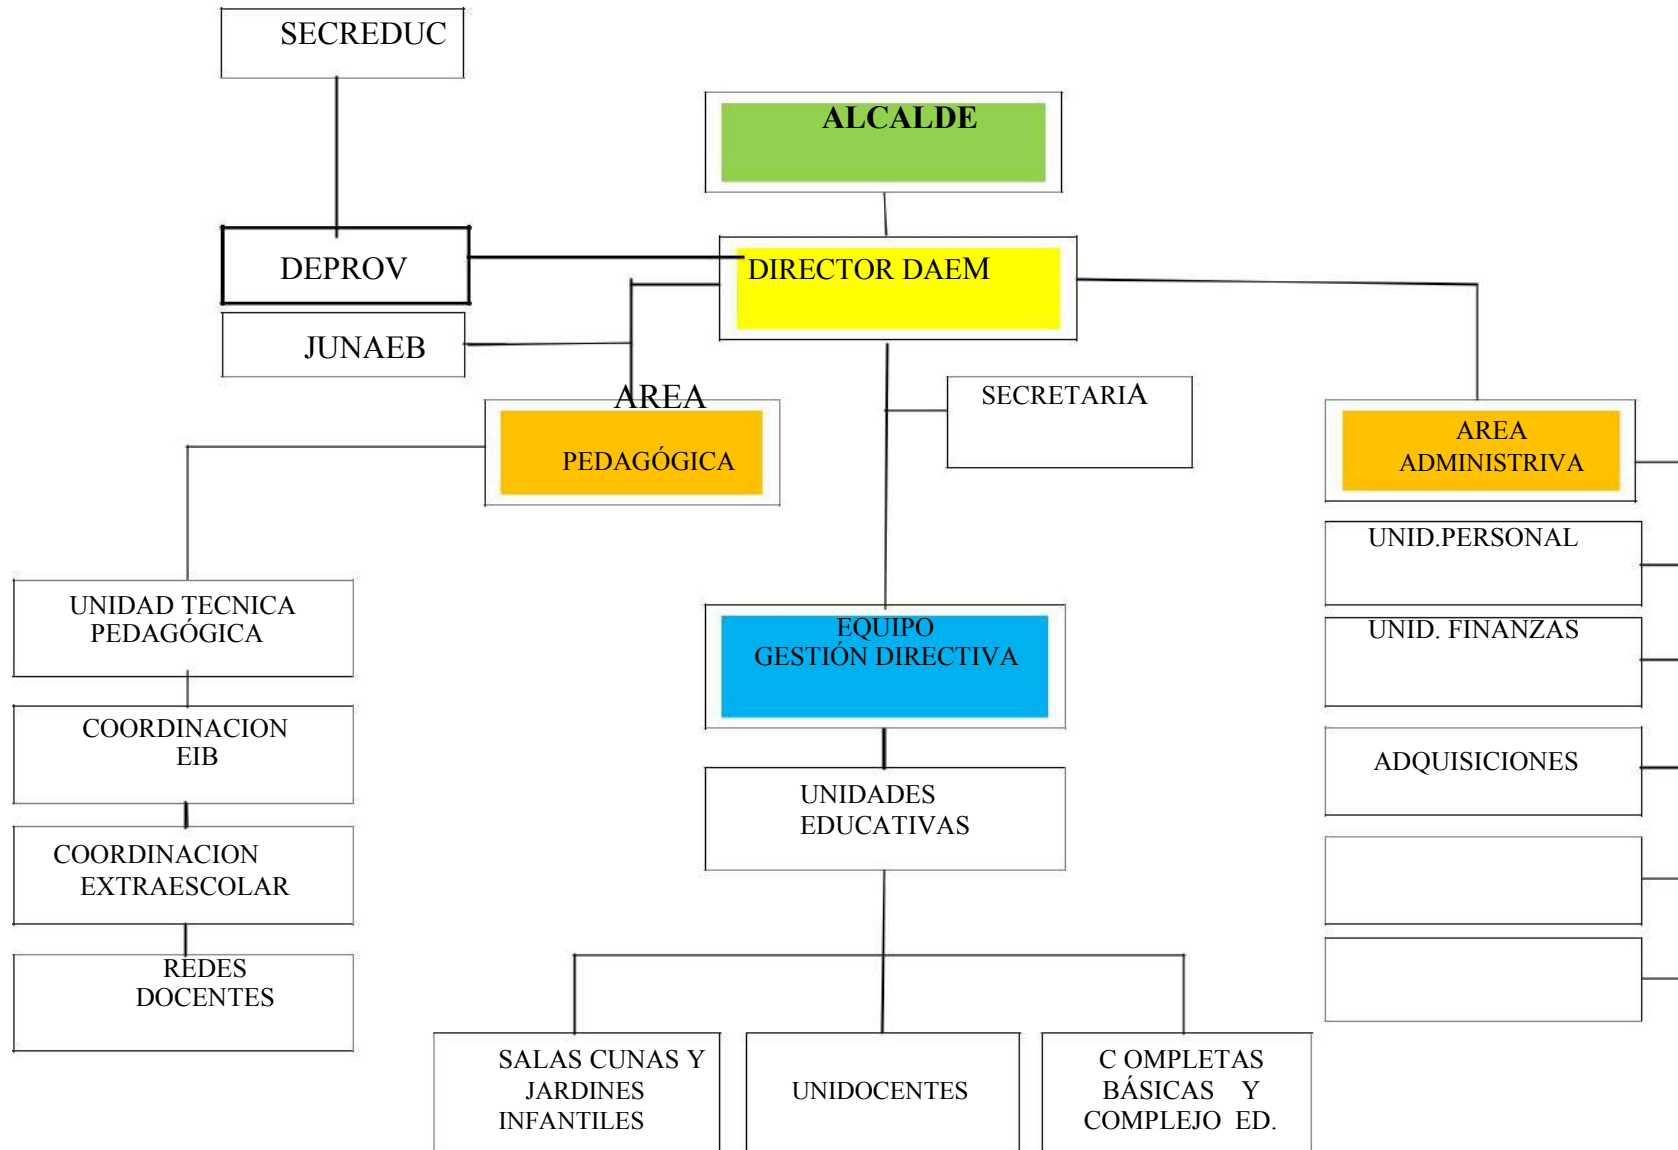 SECREDUC
ALCALDE
DEPROV
DIRECTOR DAEM
JUNAEB
AREA
PEDAGÓGICA
SECRETARIA
AREA
ADMINISTRIVA
UNID.PERSONAL
UNID. FINANZAS
ADQUISICIONES
UNIDAD TECNICA
PEDAGÓGICA
COORDINACION
EIB
COORDINACION
EXTRAESCOLAR
REDES
DOCENTES
EQUIPO
GESTIÓN DIRECTIVA
UNIDADES
EDUCATIVAS
SALAS CUNAS Y
JARDINES
INFANTILES
UNIDOCENTES
C OMPLETAS
BÁSICAS Y
COMPLEJO ED.